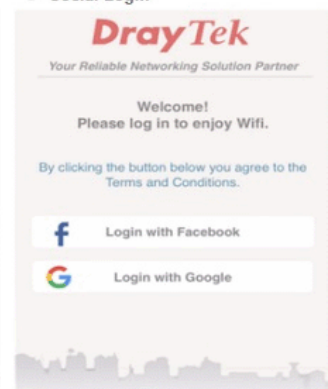 DrayTek
Your Reliable Networking Solution Partner
Welcome!
Please log in to enjoy Wifi.
By clicking the button below you agree to the
Terms and Conditions.
f Login with Facebook
G Login with Google